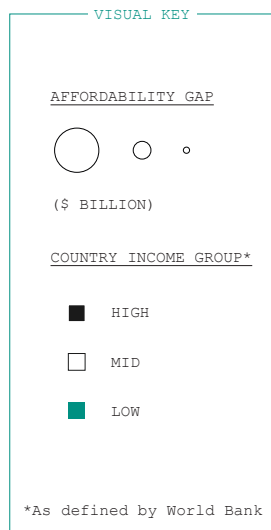 VISUAL KEY
AFFORDABILITY GAP
($ BILLION)
COUNTRY INCOME GROUP*
HIGH
MID
LOW
*As defined by World Bank